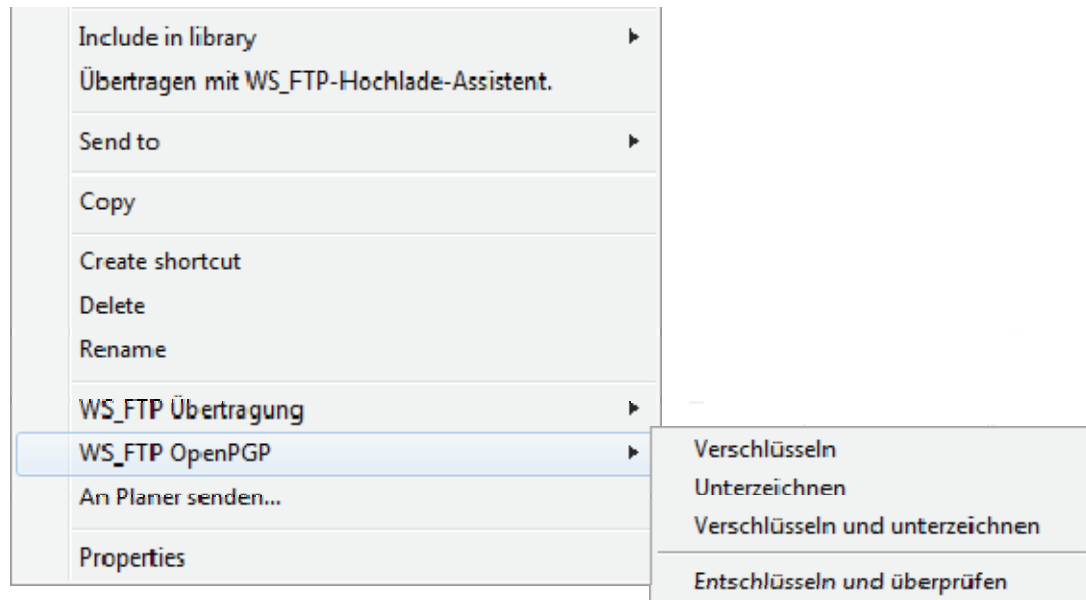 Include in library
Übertragen mit WS_FTP-Hochlade-Assistent.
Send to
Copy
Create shortcut
Delete
Rename
WS_FTP Übertragung
WS_FTP OpenPGP
An Planer senden...
Properties
Verschlüsseln
Unterzeichnen
Verschlüsseln und unterzeichnen
Entschlüsseln und überprüfen